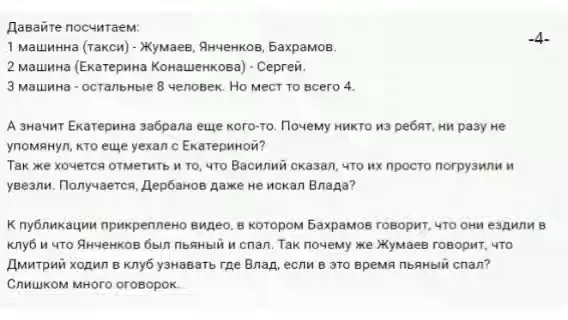 Давайте посчитаем:
-4-
1 машинна (такси) - Жумаев, Янченков, Бахрамов.
2 машина (Екатерина Конашенкова) - Сергей.
3 машина - остальные 8 человек. Но мест то всего 4.
А значит Екатерина забрала еще кого-то. Почему никто из ребят, ни разу не
упомянул, кто еще уехал с Екатериной?
Так же хочется отметить и то, что Василий сказал, что их просто погрузили и
увезли. Получается, Дербанов даже не искал Влада?
К публикации прикреплено видео, в котором Бахрамов говорит, что они ездили в
клуб и что Янченков был пьяный и спал. Так почему же Жумаев говорит, что
Дмитрий ходил в клуб узнавать где Влад, если в это время пьяный спал?
Слишком много оговорок.